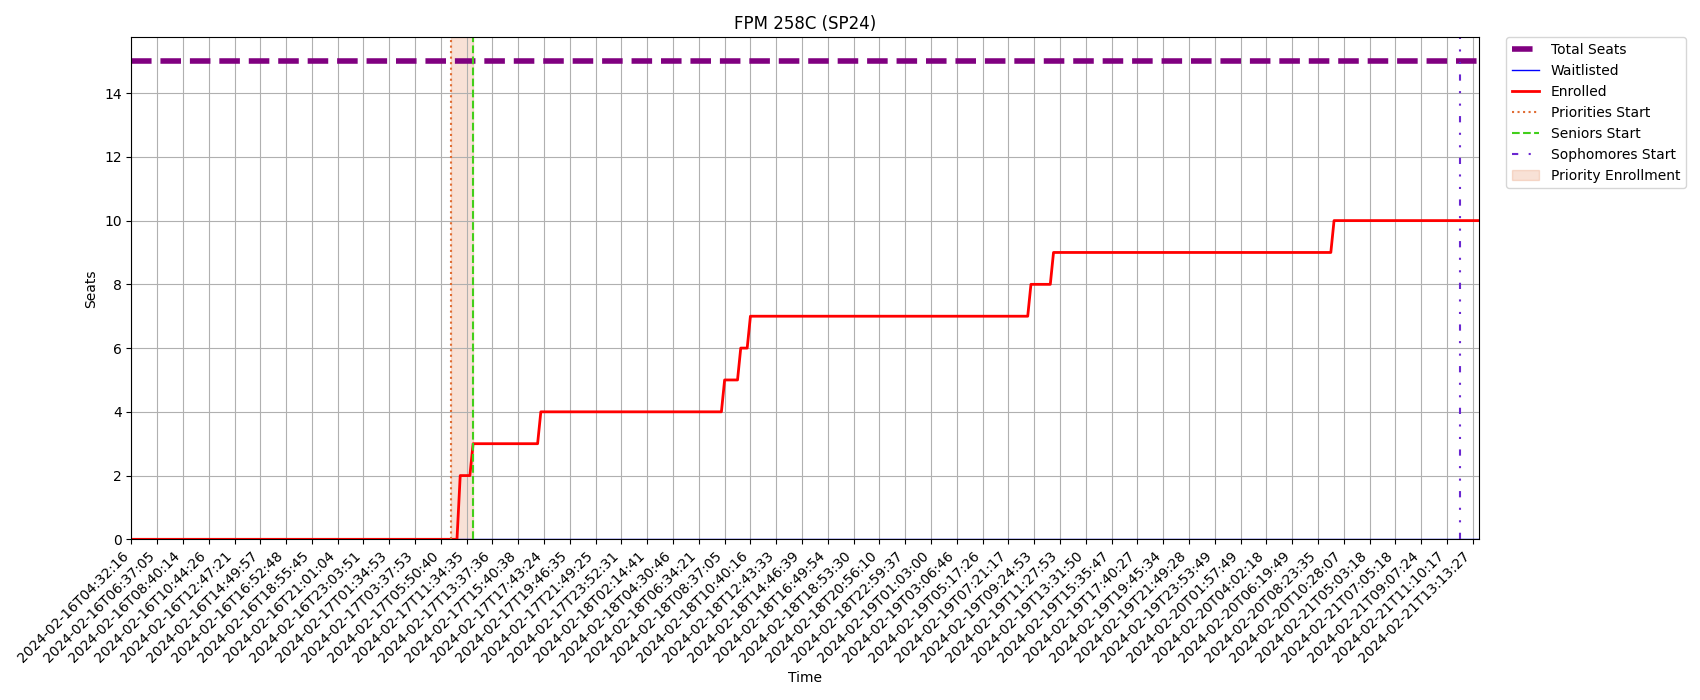 FPM 258C (SP24)
Total Seats
Waitlisted
Enrolled
Priorities Start
Seniors Start
Sophomores Start
Priority Enrollment
Seats
14
12
10
8
6
4
2
0
2024-02-16T04:32:16
2024-02-16T06:37:05
2024-02-16T08:40:14
2024-02-16T10:44:26
2024-02-16T12:47:21
2024-02-16T14:49:57
2024-02-16T16:52:48
2024-02-16T18:55:45
2024-02-16T21:01:04
2024-02-16T23:03:51
2024-02-17T01:34:53
2024-02-17T03:37:53
2024-02-17T05:50:40
2024-02-17T11:34:35
2024-02-17T13:37:36
2024-02-17T15:40:38
2024-02-17T17:43:24
2024-02-17T19:46:35
2024-02-17T21:49:25
2024-02-17T23:52:31
2024-02-18T02:14:41
2024-02-18T04:30:46
2024-02-18T06:34:21
2024-02-18T08:37:05
2024-02-18T10:40:16
2024-02-18T12:43:33
2024-02-18T14:46:39
2024-02-18T16:49:54
2024-02-18T18:53:30
2024-02-18T20:56:10
2024-02-18T22:59:37
2024-02-19T01:03:00
2024-02-19T03:06:46
2024-02-19T05:17:26
2024-02-19T07:21:17
2024-02-19T09:24:53
2024-02-19T11:27:53
2024-02-19T13:31:50
2024-02-19T15:35:47
2024-02-19T17:40:27
2024-02-19T19:45:34
2024-02-19T21:49:28
2024-02-19T23:53:49
2024-02-20T01:57:49
2024-02-20T04:02:18
2024-02-20T06:19:49
2024-02-20T08:23:35
2024-02-20T10:28:07
2024-02-21T05:03:18
2024-02-21T07:05:18
2024-02-21T09:07:24
2024-02-21T11:10:17
2024-02-21T13:13:27
Time